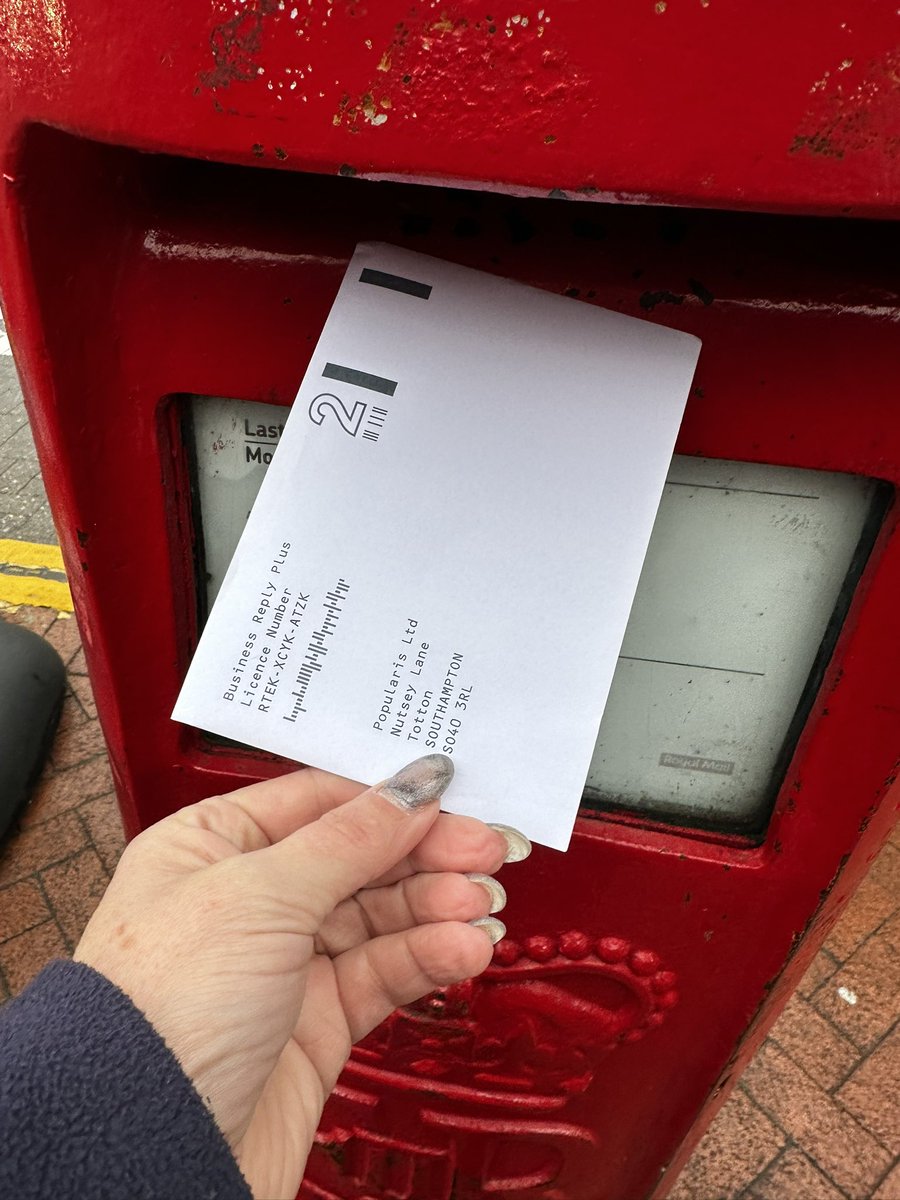 2
Business Reply Plus
Licence Number
RTEK-XCYK-ATZK
Popularis Ltd
Nutsey Lane
Totton
SOUTHAMPTON
SO40 3RL
Last
Mo
Royal Mail